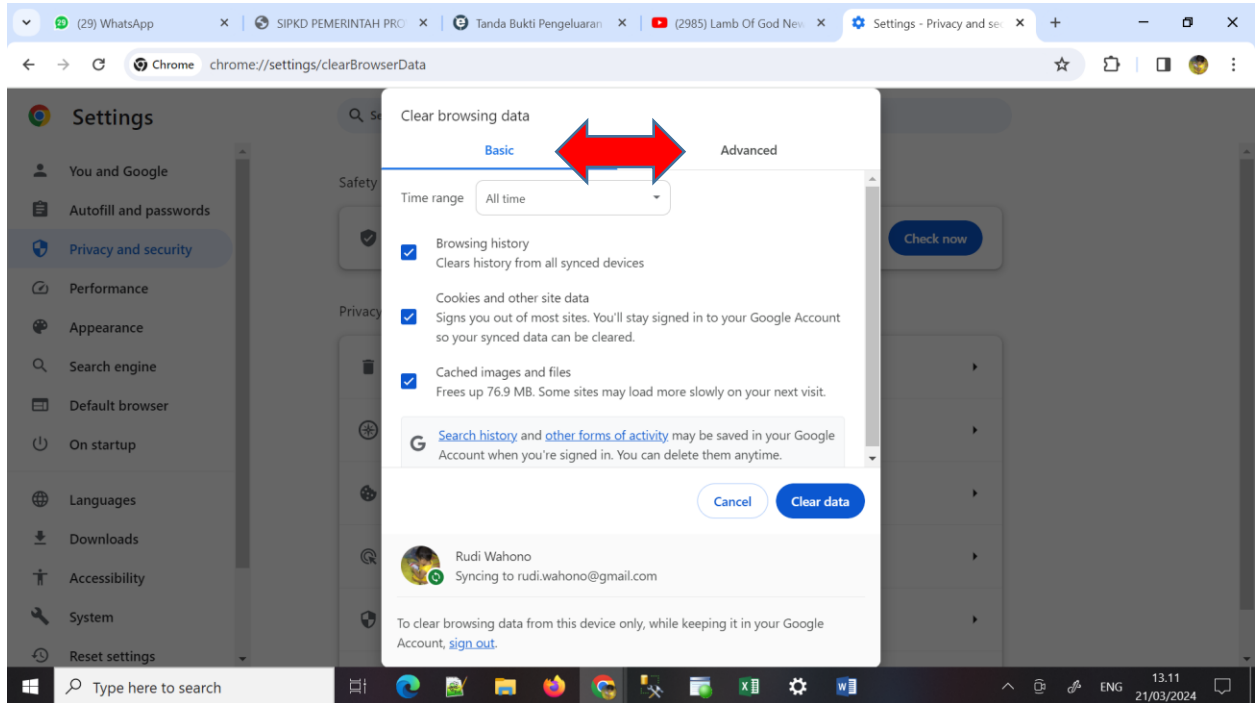 (29) WhatsApp
SIPKD PEMERINTAH PRO
Tanda Bukti Pengeluaran
(2985) Lamb Of God New
Settings - Privacy and sec
Chrome chrome://settings/clearBrowserData
Settings
You and Google
Autofill and passwords
Privacy and security
Performance
Appearance
Search engine
Default browser
On startup
Languages
Downloads
Accessibility
System
Reset settings
Se
Safety
Check now
Privacy
Clear browsing data
Basic Advanced
Time range All time
Browsing history
Clears history from all synced devices
Cookies and other site data
Signs you out of most sites. You'll stay signed in to your Google Account
so your synced data can be cleared.
Cached images and files
Frees up 76.9 MB. Some sites may load more slowly on your next visit.
Search history and other forms of activity may be saved in your Google
Account when you're signed in. You can delete them anytime.
Cancel Clear data
Rudi Wahono
Syncing to rudi.wahono@gmail.com
To clear browsing data from this device only, while keeping it in your Google
Account, sign out.
Type here to search
ENG
13.11
21/03/2024